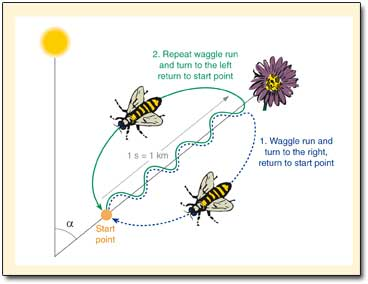 2. Repeat waggle run
and turn to the left
return to start point
1 s = 1 km
1. Waggle run and
turn to the right,
return to start point
α
Start
point